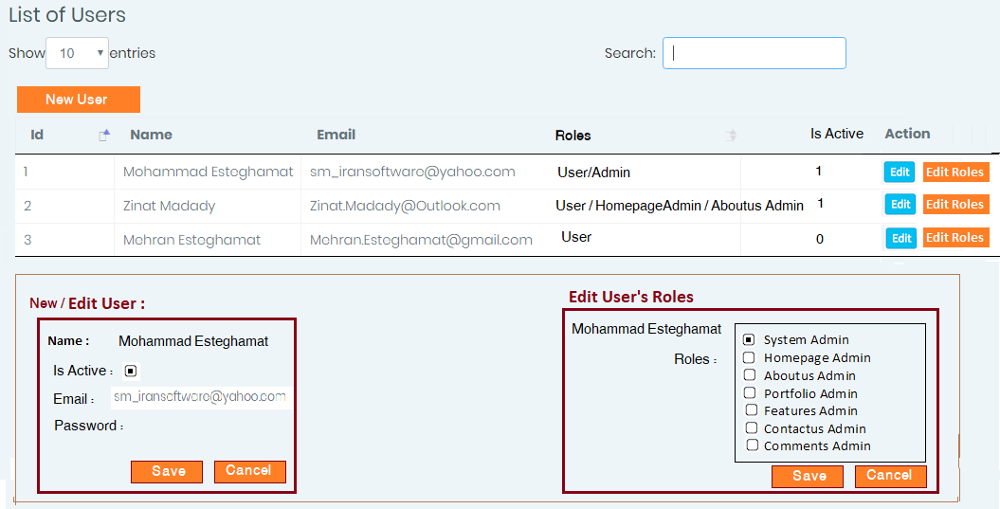 List of Users
Show 10 entries Search:
New User
Id Name Email Roles Is Active Action
1 Mohammad Esteghamat sm_iransoftware@yahoo.com User/Admin 1 Edit Edit Roles
2 Zinat Madady Zinat.Madady@Outlook.com User / HomepageAdmin / Aboutus Admin 1 Edit Edit Roles
3 Mehran Esteghamat Mehran.Esteghamat@gmail.com User 0 Edit Edit Roles
New / Edit User :
Name : Mohammad Esteghamat
Is Active :
Email : sm_iransoftware@yahoo.com
Password :
Save Cancel
Edit User's Roles
Mohammad Esteghamat
Roles :
System Admin
Homepage Admin
Aboutus Admin
Portfolio Admin
Features Admin
Contactus Admin
Comments Admin
Save Cancel